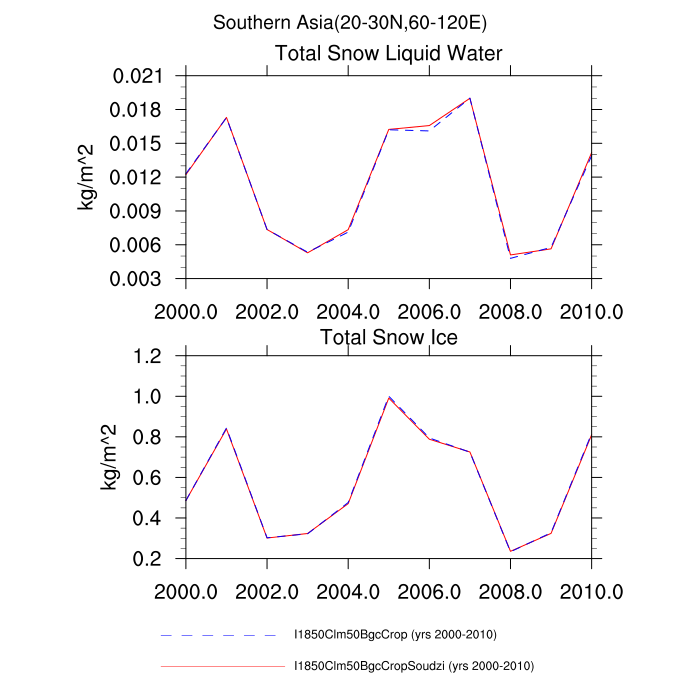 Southern Asia(20-30N,60-120E)
Total Snow Liquid Water
0.021
0.018
0.015
0.012
0.009
0.006
0.003
kg/m^2
2000.0 2002.0 2004.0 2006.0 2008.0 2010.0
Total Snow Ice
1.2
1.0
0.8
0.6
0.4
0.2
kg/m^2
2000.0 2002.0 2004.0 2006.0 2008.0 2010.0
I1850Clm50BgcCrop (yrs 2000-2010)
I1850Clm50BgcCropSoudzi (yrs 2000-2010)